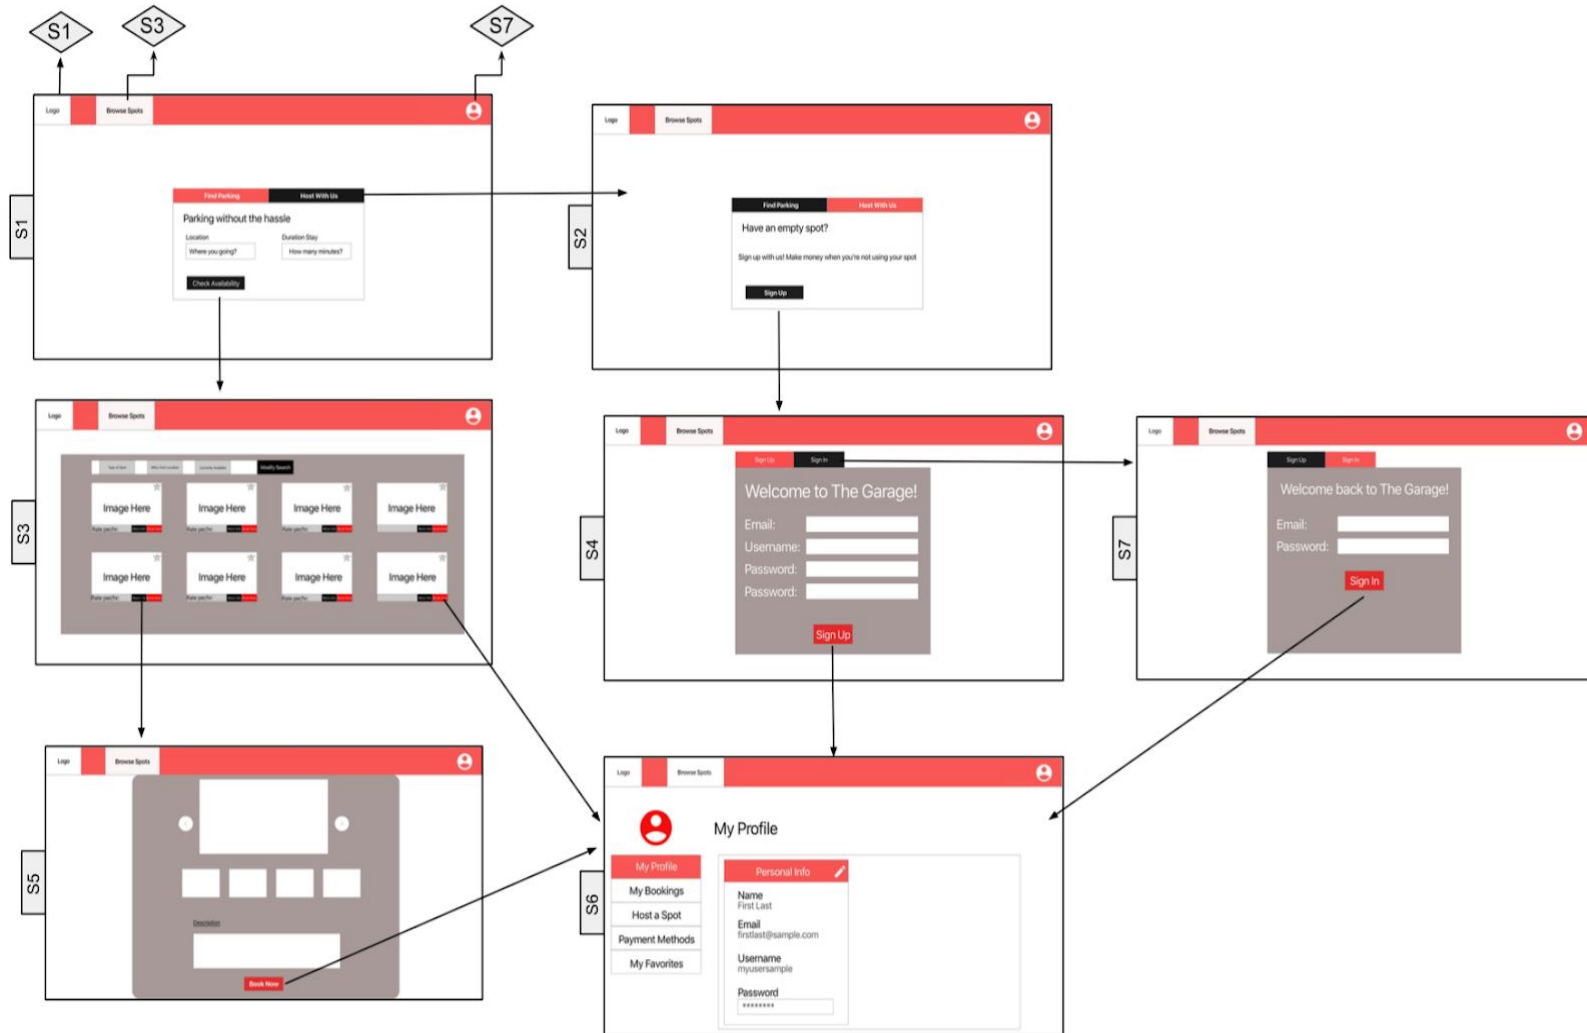 S1
S3
S7
S1
Logo
Browse Spots
Find Parking
Host With Us
Parking without the hassle
Location
Duration Stay
Where you going?
How many minutes?
Check Availability
S2
Logo
Browse Spots
Find Parking
Host With Us
Have an empty spot?
Sign up with us! Make money when you're not using your spot
Sign Up
S3
Logo
Browse Spots
Modify Search
Image Here
Image Here
Image Here
Image Here
Image Here
Image Here
Image Here
Image Here
S4
Logo
Browse Spots
Sign Up
Sign In
Welcome to The Garage!
Email:
Username:
Password:
Password:
Sign Up
S7
Logo
Browse Spots
Sign Up
Sign In
Welcome back to The Garage!
Email:
Password:
Sign In
S5
Logo
Browse Spots
Description
Book Now
S6
Logo
Browse Spots
My Profile
My Profile
My Bookings
Host a Spot
Payment Methods
My Favorites
Personal Info
Name
First Last
Email
firstlast@sample.com
Username
myusersample
Password
********